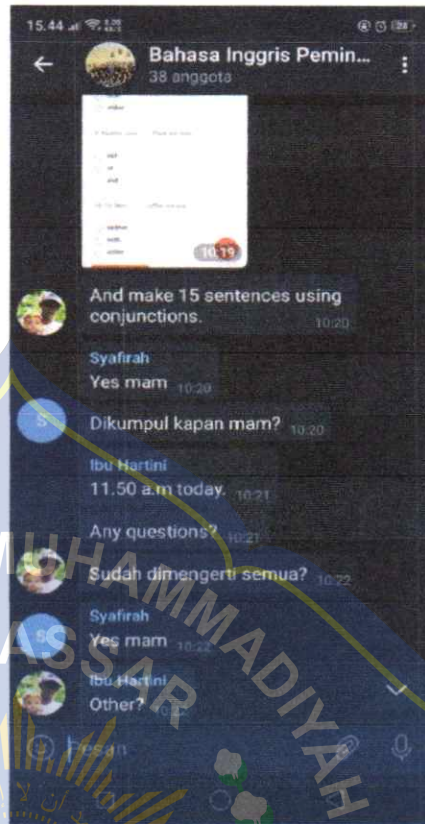 15.44
28
Bahasa Inggris Pemin...
38 anggota
10:19
And make 15 sentences using
conjunctions. 10:20
Syafirah
Yes mam 10:20
S
Dikumpul kapan mam? 10:20
Ibu Hartini
11.50 a.m today. 10:21
Any questions? 10:21
Sudah dimengerti semua? 10:22
Syafirah
Yes mam 10:22
Ibu Hartini
Other?
Pesan
MUHAMMADIYAH